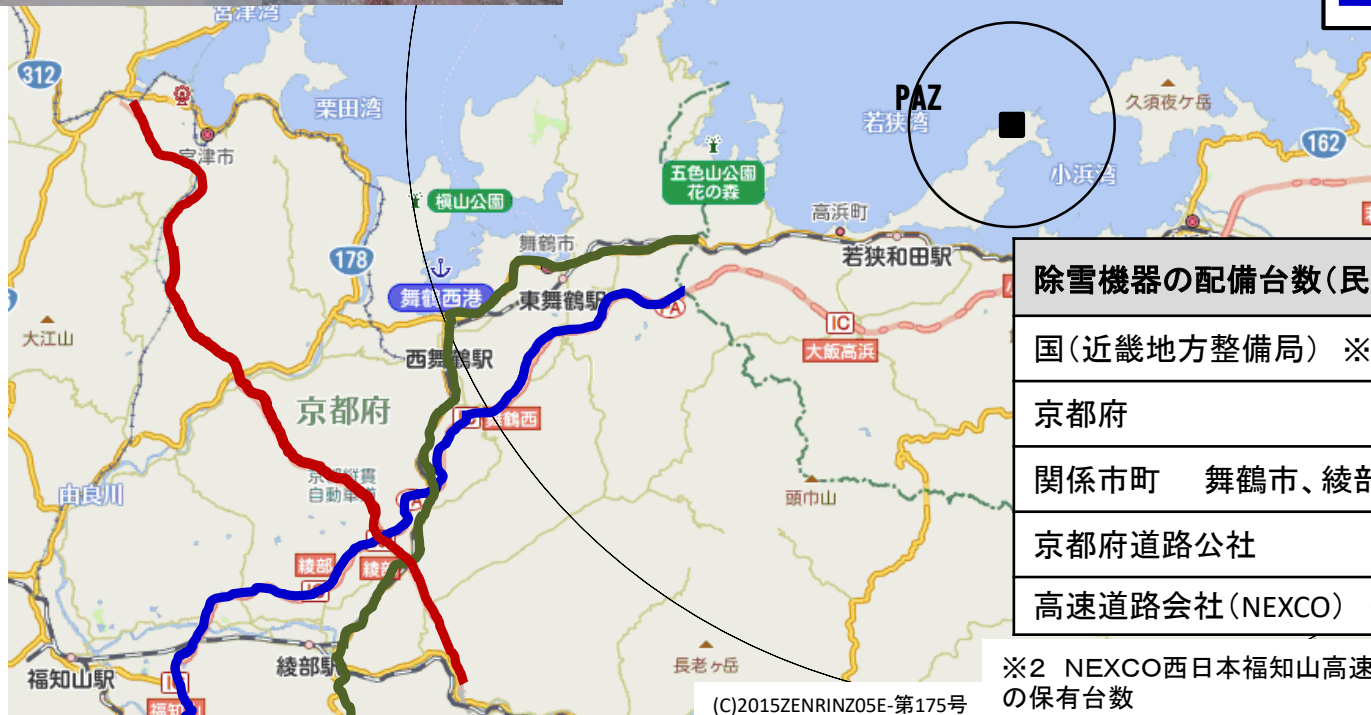 宮津湾
312
栗田湾
宮津市
PAZ
若狭湾
久須夜ケ岳
162
小浜湾
五色山公園
花の森
槇山公園
高浜町
舞鶴市
若狭和田駅
178
舞鶴西港
東舞鶴駅
PA
IC
大飯高浜
大江山
西舞鶴駅
京都府
舞鶴西
京都縦貫
自動車道
由良川
頭巾山
綾部
綾部
IC
福知山駅
綾部駅
IC
長老ヶ岳
除雪機器の配備台数(民
国(近畿地方整備局) ※
京都府
関係市町 舞鶴市、綾部
京都府道路公社
高速道路会社(NEXCO)
※2 NEXCO西日本福知山高速
の保有台数
(C)2015ZENRINZ05E-第175号